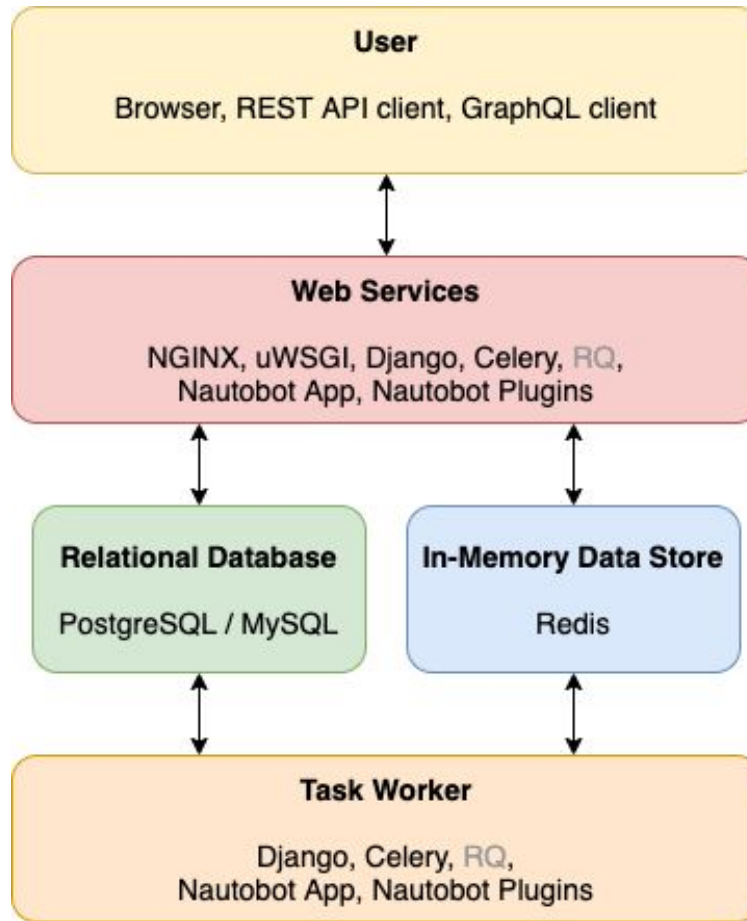 User
Browser, REST API client, GraphQL client
Web Services
NGINX, uWSGI, Django, Celery, RQ,
Nautobot App, Nautobot Plugins
Relational Database
PostgreSQL / MySQL
In-Memory Data Store
Redis
Task Worker
Django, Celery, RQ,
Nautobot App, Nautobot Plugins